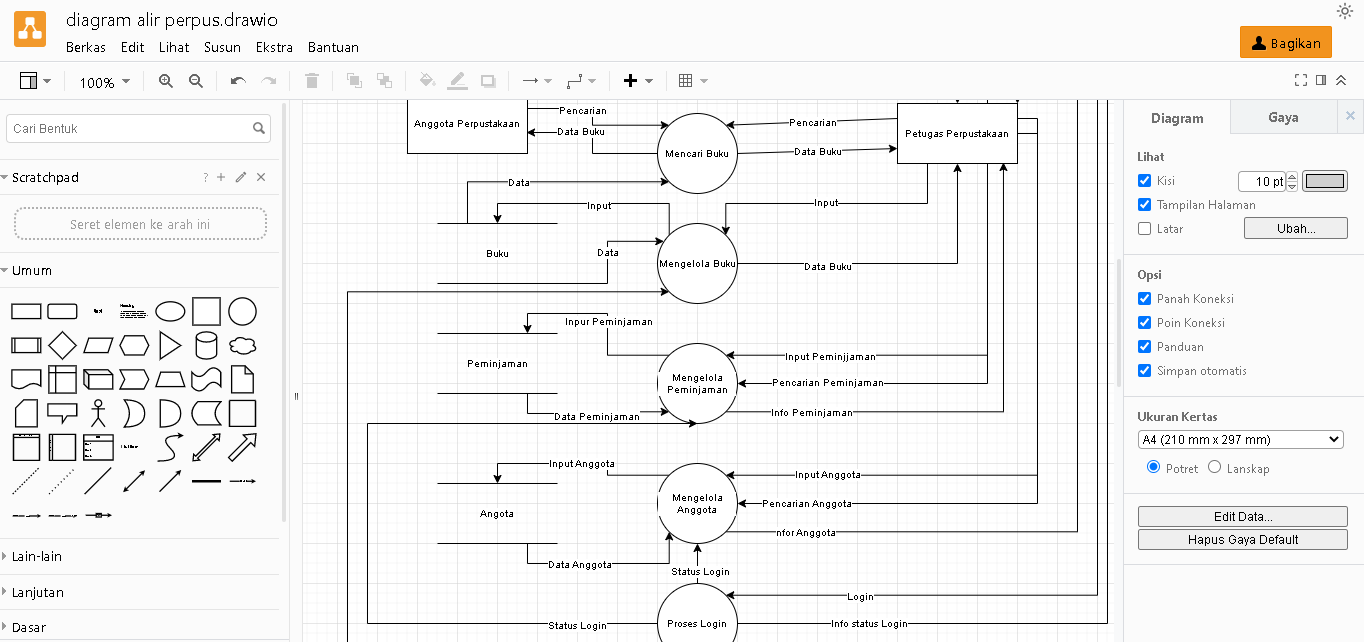 diagram alir perpus.drawio
Berkas Edit Lihat Susun Ekstra Bantuan
Bagikan
100%
Cari Bentuk
Scratchpad
?
Seret elemen ke arah ini
Umum
Lain-lain
Lanjutan
Dasar
Anggota Perpustakaan
Pencarian
Data Buku
Mencari Buku
Pencarian
Data Buku
Petugas Perpustakaan
Data
Input
Input
Buku
Data
Mengelola Buku
Data Buku
Inpur Peminjaman
Peminjaman
Mengelola
Peminjaman
Input Peminjjaman
Pencarian Peminjaman
Data Peminjaman
Info Peminjaman
Input Anggota
Angota
Mengelola
Anggota
Input Anggota
Pencarian Anggota
nfor Anggota
Data Anggota
Status Login
Login
Status Login
Proses Login
Info status Login
Diagram
Gaya
Lihat
Kisi
10 pt
Tampilan Halaman
Latar
Ubah...
Opsi
Panah Koneksi
Poin Koneksi
Panduan
Simpan otomatis
Ukuran Kertas
A4 (210 mm x 297 mm)
Potret
Lanskap
Edit Data...
Hapus Gaya Default